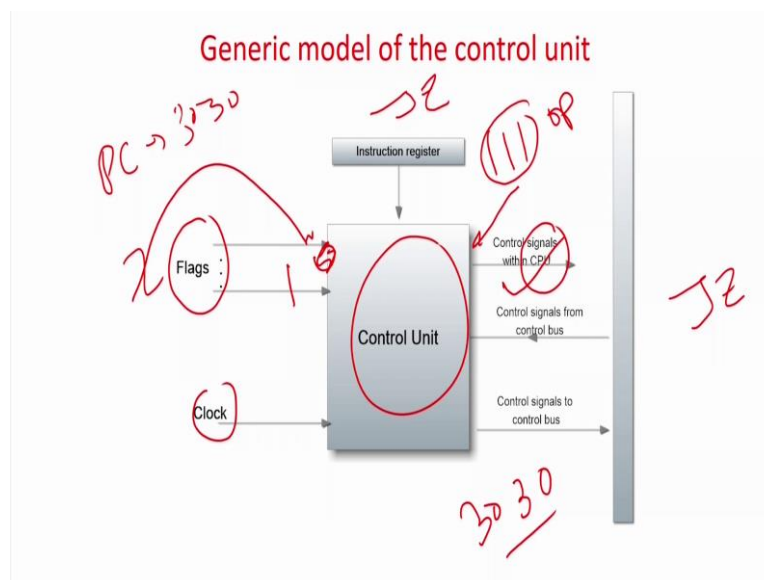 Generic model of the control unit
JZ
PC → 3030
OP
Instruction register
111
Control signals
within CPU
Flags
1
JZ
Control signals from
control bus
Control Unit
Clock
Control signals to
control bus
3030